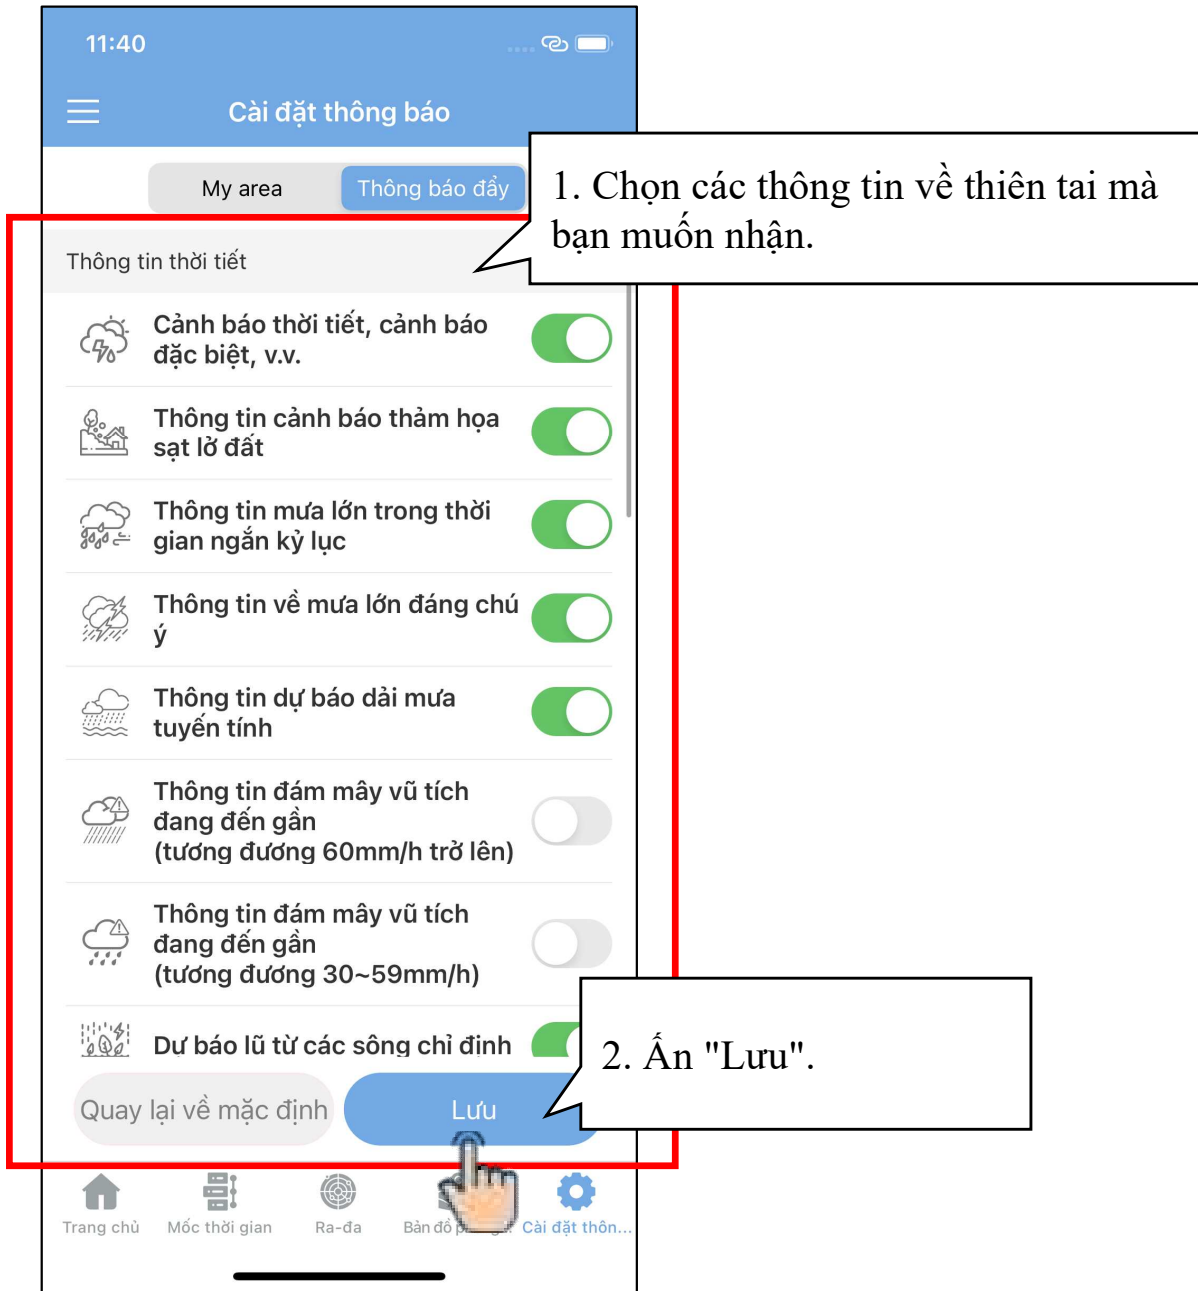 11:40
Cài đặt thông báo
My area
Thông báo đẩy
1. Chọn các thông tin về thiên tai mà
bạn muốn nhận.
Thông tin thời tiết
Cảnh báo thời tiết, cảnh báo
đặc biệt, v.v.
Thông tin cảnh báo thảm họa
sạt lở đất
Thông tin mưa lớn trong thời
gian ngắn kỷ lục
Thông tin về mưa lớn đáng chú
ý
Thông tin dự báo dải mưa
tuyến tính
Thông tin đám mây vũ tích
đang đến gần
(tương đương 60mm/h trở lên)
Thông tin đám mây vũ tích
đang đến gần
(tương đương 30~59mm/h)
Dự báo lũ từ các sông chỉ định
2. Ấn "Lưu".
Quay lại về mặc định
Lưu
Trang chủ
Mốc thời gian
Ra-đa
Bản đồ
Cài đặt thôn...